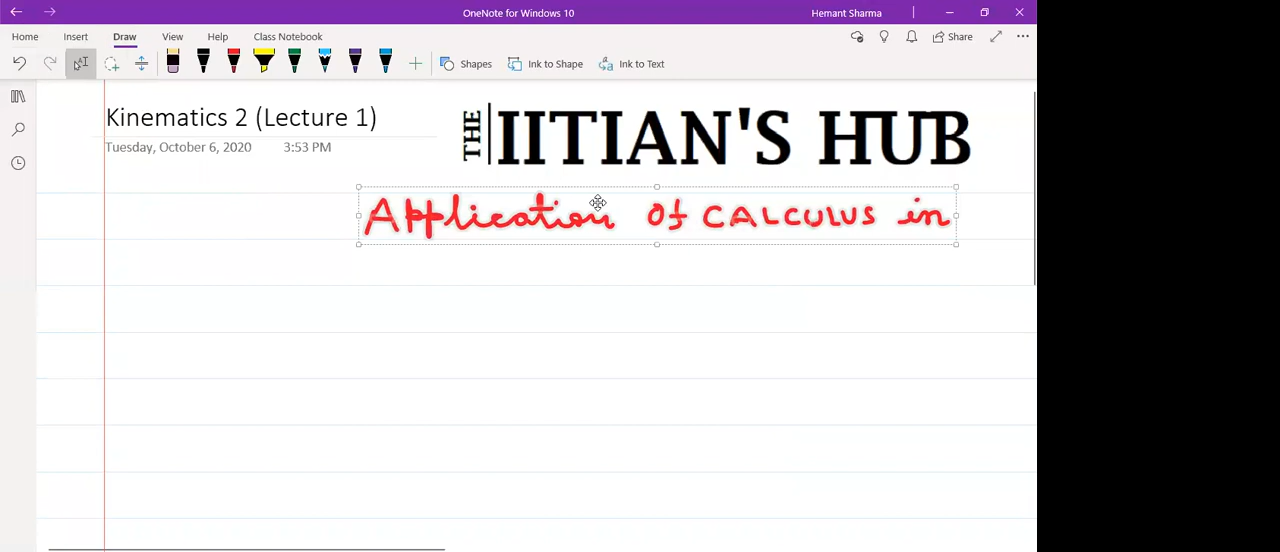 OneNote for Windows 10
Hemant Sharma
Home Insert Draw View Help Class Notebook
Share
Shapes Ink to Shape Ink to Text
Kinematics 2 (Lecture 1)
Tuesday, October 6, 2020 3:53 PM
THE IITIAN'S HUB
Application Of CALCULUS in